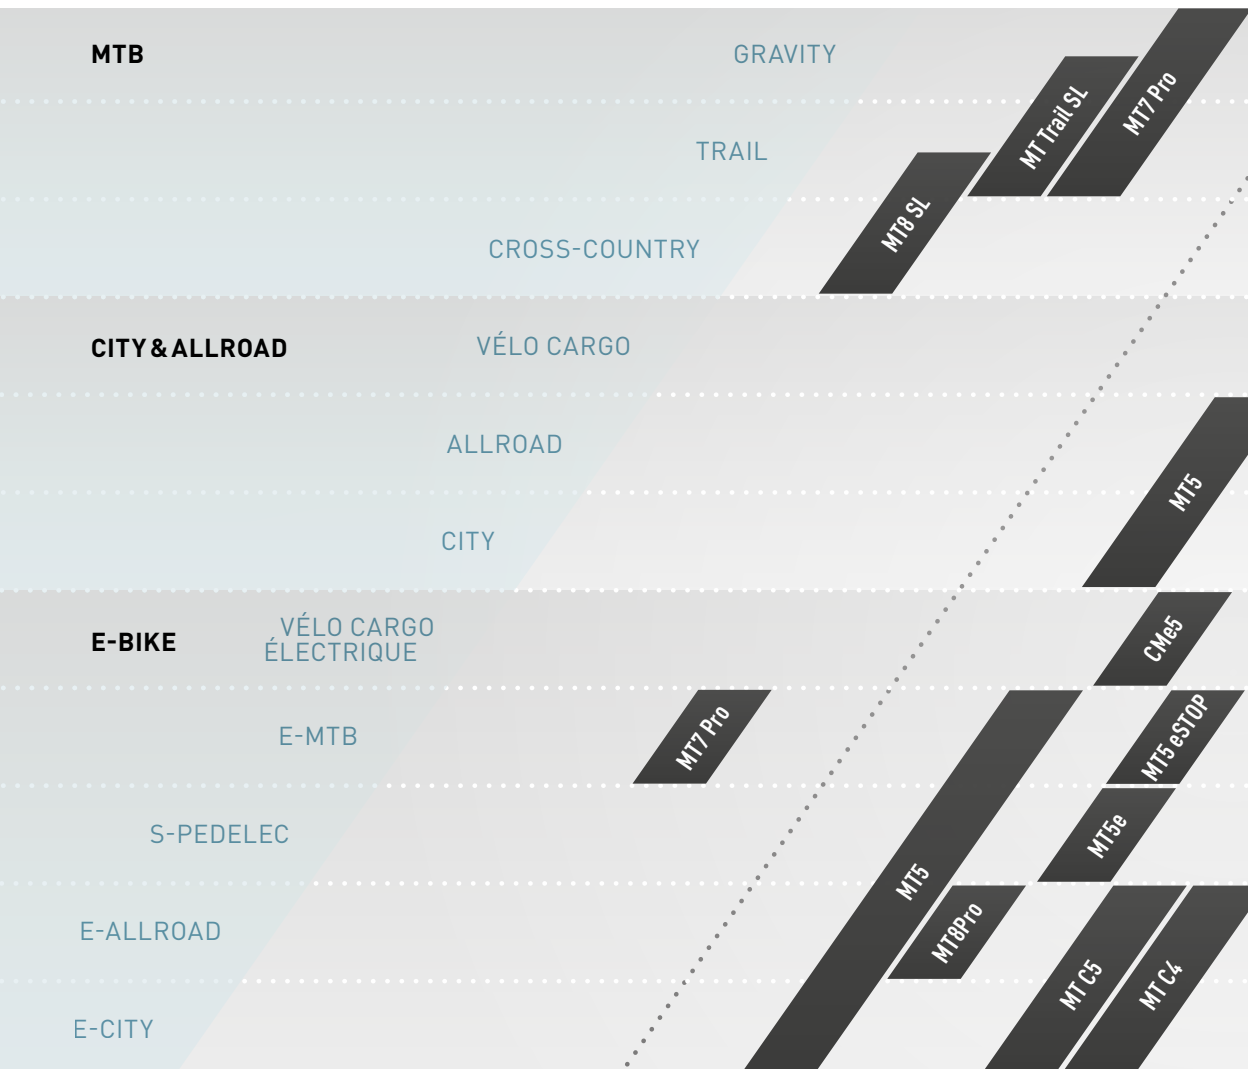 MTB
GRAVITY
MT7 Pro
MT Trail SL
TRAIL
MT8 SL
CROSS-COUNTRY
CITY & ALLROAD
VÉLO CARGO
ALLROAD
MT5
CITY
E-BIKE
VÉLO CARGO
ÉLECTRIQUE
CMe5
E-MTB
MT7 Pro
MT5 eSTOP
S-PEDELEC
MT5e
MT5
E-ALLROAD
MT8Pro
MT C5
MT C4
E-CITY